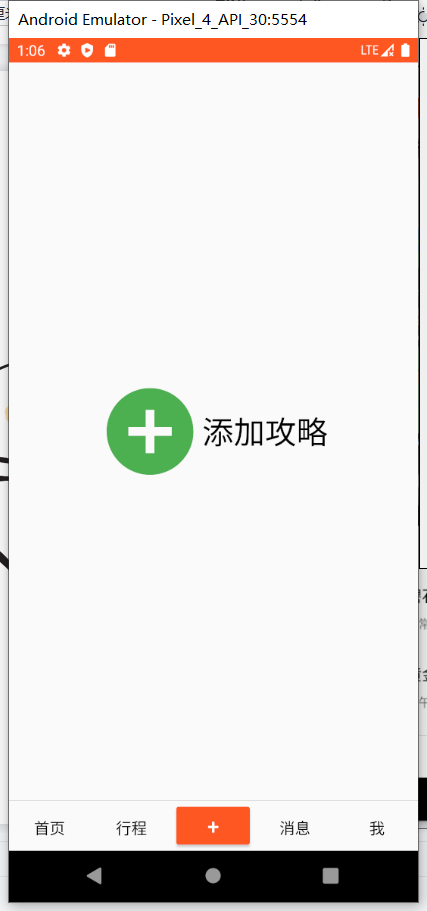 Android Emulator - Pixel_4_API_30:5554
1:06 LTE
添加攻略
首页 行程 + 消息 我